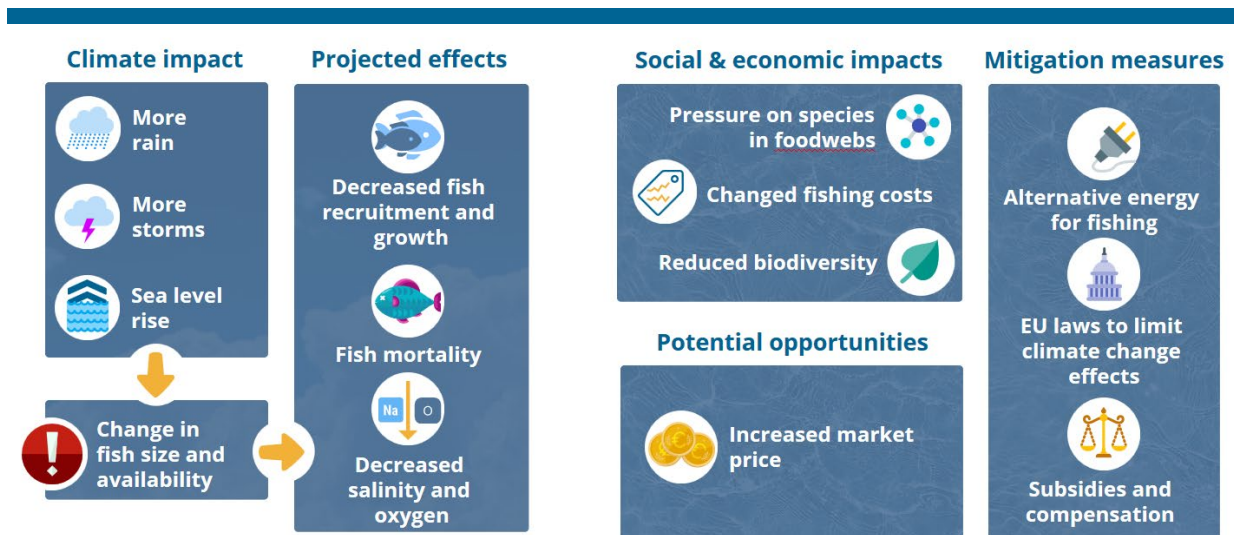 Climate impact
More
rain
More
storms
Sea level
rise
Change in
fish size and
availability
Projected effects
Decreased fish
recruitment and
growth
Fish mortality
Na
O
Decreased
salinity and
oxygen
Social & economic impacts
Pressure on species
in foodwebs
Changed fishing costs
Reduced biodiversity
Potential opportunities
Increased market
price
Mitigation measures
Alternative energy
for fishing
EU laws to limit
climate change
effects
Subsidies and
compensation